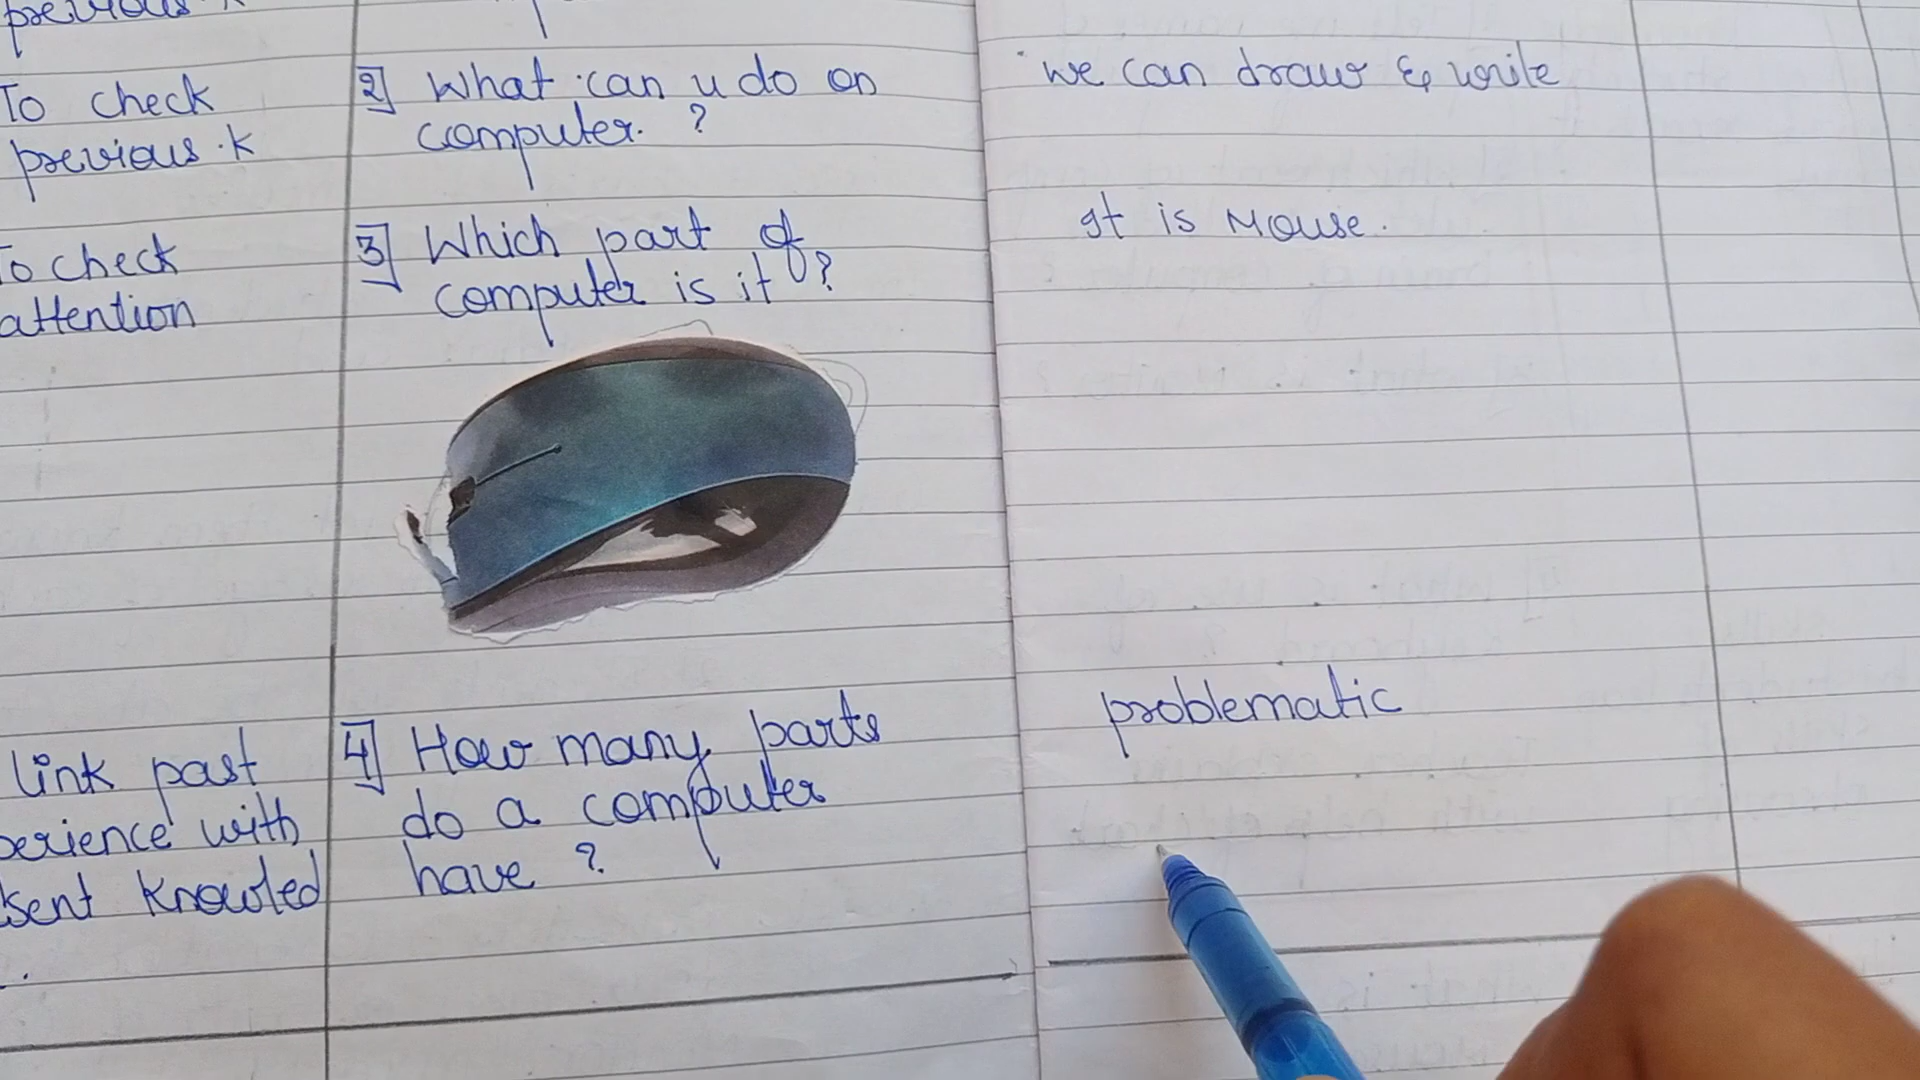 previous.k
To check
previous.k
2] What can u do on
computer. ?
we can draw & write
To check
attention
3] Which part of
computer is it ?
It is Mouse.
link past
perience with
sent Knowled
4] How many parts
do a computer
have ?
problematic